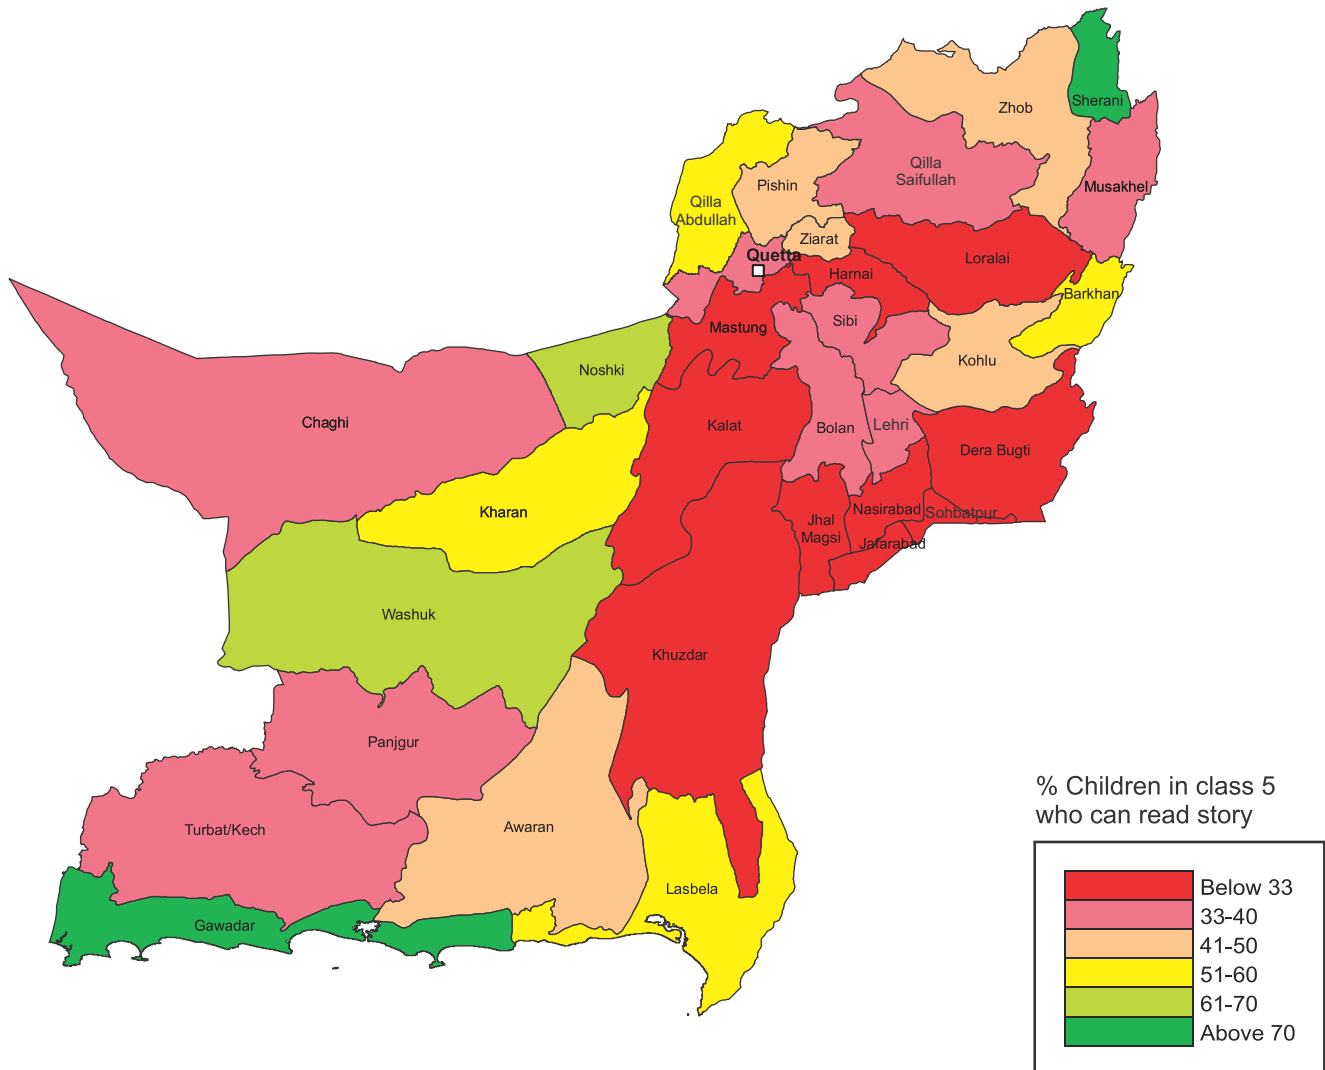 Zhob
Sherani
Qilla
Saifullah
Musakhel
Pishin
Qilla
Abdullah
Ziarat
Quetta
Loralai
Harnai
Barkhan
Mastung
Sibi
Kohlu
Noshki
Chaghi
Kalat
Bolan
Lehri
Dera Bugti
Kharan
Nasirabad
Sohbatpur
Jhal
Magsi
Jafarabad
Washuk
Khuzdar
Panjgur
Turbat/Kech
Awaran
Lasbela
Gawadar
% Children in class 5
who can read story
Below 33
33-40
41-50
51-60
61-70
Above 70